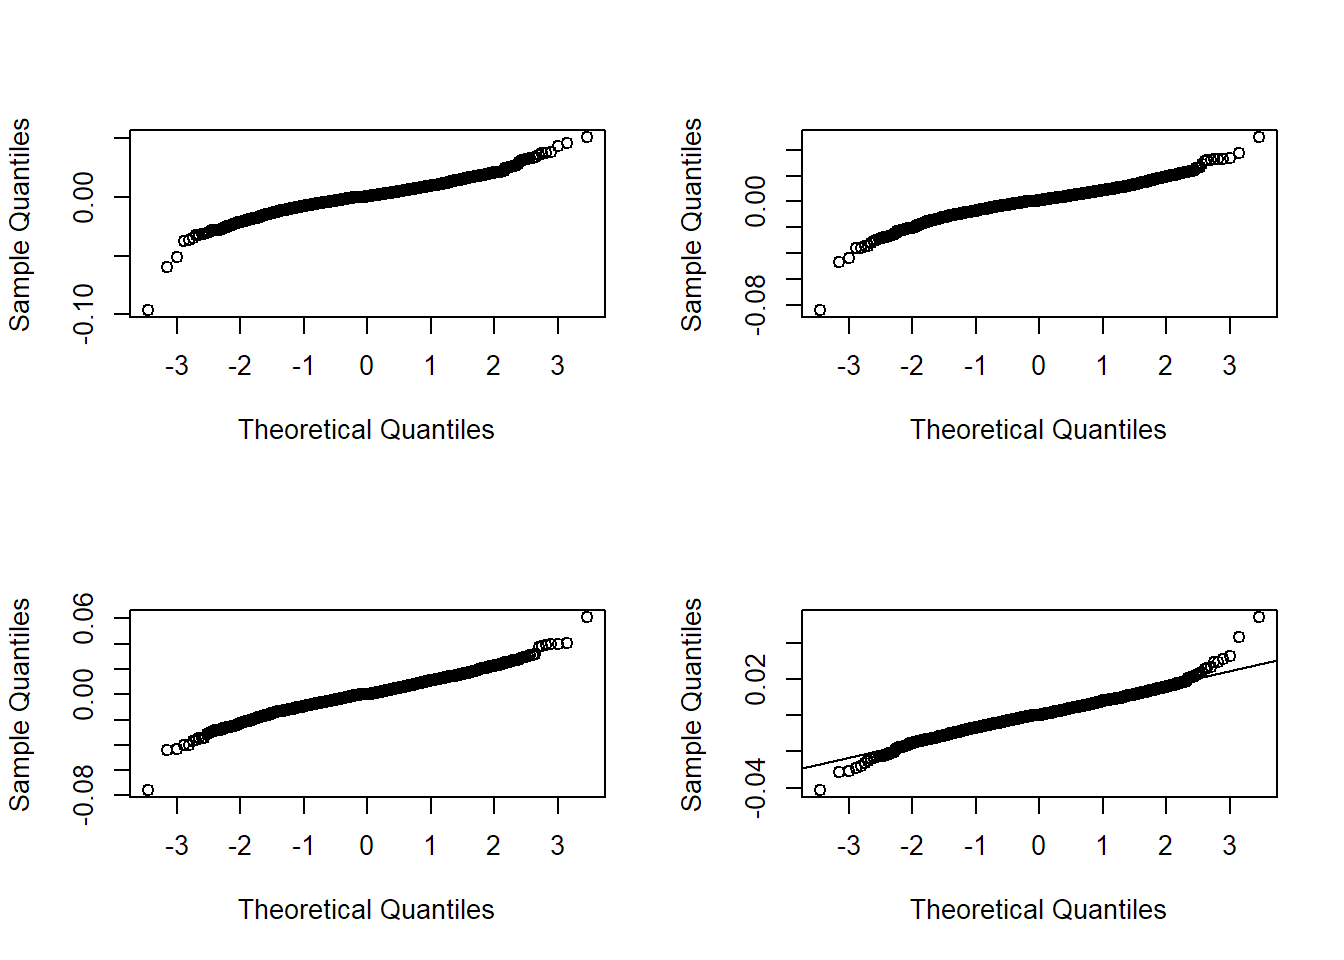 Sample Quantiles
0.00
-0.10
-3 -2 -1 0 1 2 3
Theoretical Quantiles
Sample Quantiles
0.00
-0.08
-3 -2 -1 0 1 2 3
Theoretical Quantiles
Sample Quantiles
0.06
0.00
-0.08
-3 -2 -1 0 1 2 3
Theoretical Quantiles
Sample Quantiles
0.02
-0.04
-3 -2 -1 0 1 2 3
Theoretical Quantiles